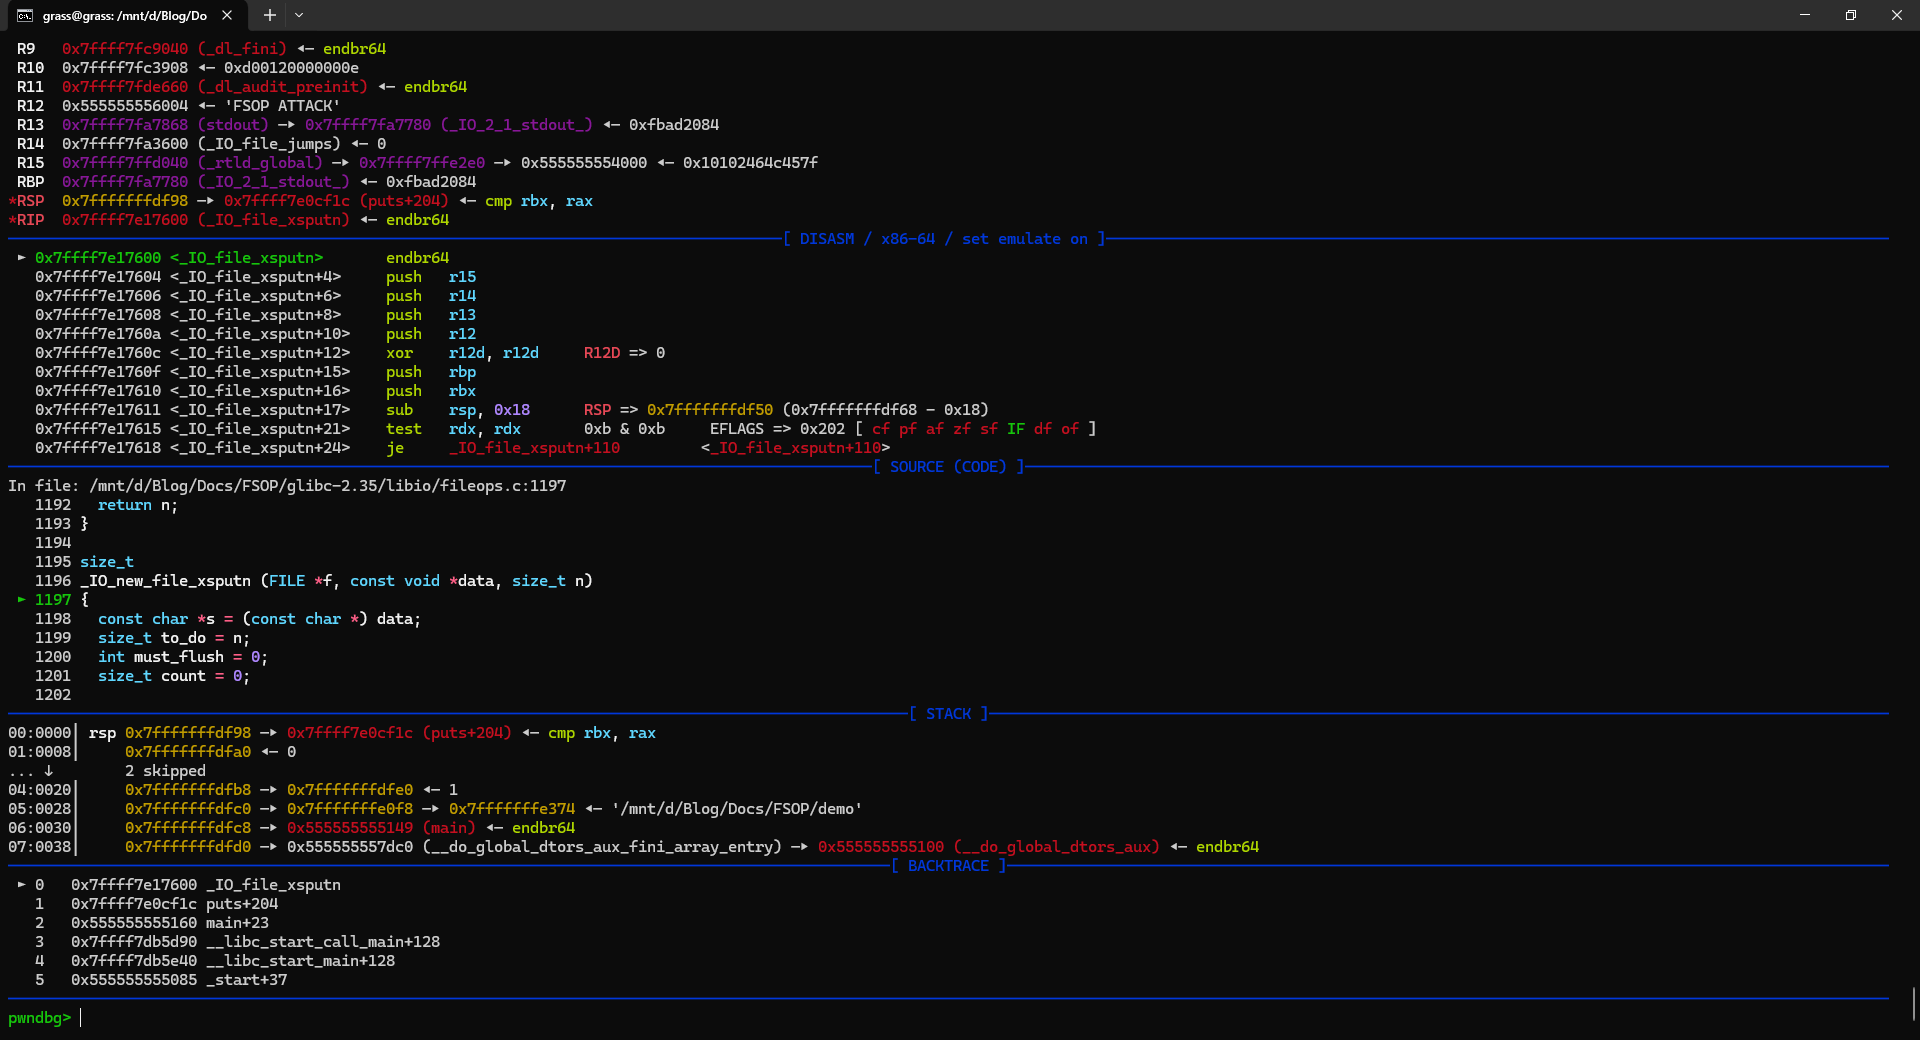 grass@grass: /mnt/d/Blog/Do
R9 0x7ffff7fc9040 (_dl_fini) ◂— endbr64
R10 0x7ffff7fc3908 ◂— 0xd00120000000e
R11 0x7ffff7fde660 (_dl_audit_preinit) ◂— endbr64
R12 0x555555556004 ◂— 'FSOP ATTACK'
R13 0x7ffff7fa7868 (stdout) —▸ 0x7ffff7fa7780 (_IO_2_1_stdout_) ◂— 0xfbad2084
R14 0x7ffff7fa3600 (_IO_file_jumps) ◂— 0
R15 0x7ffff7ffd040 (_rtld_global) —▸ 0x7ffff7ffe2e0 —▸ 0x555555554000 ◂— 0x10102464c457f
RBP 0x7ffff7fa7780 (_IO_2_1_stdout_) ◂— 0xfbad2084
*RSP 0x7fffffffdf98 —▸ 0x7ffff7e0cf1c (puts+204) ◂— cmp rbx, rax
*RIP 0x7ffff7e17600 (_IO_file_xsputn) ◂— endbr64
[ DISASM / x86-64 / set emulate on ]
► 0x7ffff7e17600 <_IO_file_xsputn> endbr64
0x7ffff7e17604 <_IO_file_xsputn+4> push r15
0x7ffff7e17606 <_IO_file_xsputn+6> push r14
0x7ffff7e17608 <_IO_file_xsputn+8> push r13
0x7ffff7e1760a <_IO_file_xsputn+10> push r12
0x7ffff7e1760c <_IO_file_xsputn+12> xor r12d, r12d R12D => 0
0x7ffff7e1760f <_IO_file_xsputn+15> push rbp
0x7ffff7e17610 <_IO_file_xsputn+16> push rbx
0x7ffff7e17611 <_IO_file_xsputn+17> sub rsp, 0x18 RSP => 0x7fffffffdf50 (0x7fffffffdf68 - 0x18)
0x7ffff7e17615 <_IO_file_xsputn+21> test rdx, rdx 0xb & 0xb EFLAGS => 0x202 [ cf pf af zf sf IF df of ]
0x7ffff7e17618 <_IO_file_xsputn+24> je _IO_file_xsputn+110 <_IO_file_xsputn+110>
[ SOURCE (CODE) ]
In file: /mnt/d/Blog/Docs/FSOP/glibc-2.35/libio/fileops.c:1197
1192 return n;
1193 }
1194
1195 size_t
1196 _IO_new_file_xsputn (FILE *f, const void *data, size_t n)
► 1197 {
1198 const char *s = (const char *) data;
1199 size_t to_do = n;
1200 int must_flush = 0;
1201 size_t count = 0;
1202
[ STACK ]
00:0000│ rsp 0x7fffffffdf98 —▸ 0x7ffff7e0cf1c (puts+204) ◂— cmp rbx, rax
01:0008│ 0x7fffffffdfa0 ◂— 0
... ↓ 2 skipped
04:0020│ 0x7fffffffdfb8 —▸ 0x7fffffffdfe0 ◂— 1
05:0028│ 0x7fffffffdfc0 —▸ 0x7fffffffe0f8 —▸ 0x7fffffffe374 ◂— '/mnt/d/Blog/Docs/FSOP/demo'
06:0030│ 0x7fffffffdfc8 —▸ 0x555555555149 (main) ◂— endbr64
07:0038│ 0x7fffffffdfd0 —▸ 0x555555557dc0 (__do_global_dtors_aux_fini_array_entry) —▸ 0x555555555100 (__do_global_dtors_aux) ◂— endbr64
[ BACKTRACE ]
► 0 0x7ffff7e17600 _IO_file_xsputn
1 0x7ffff7e0cf1c puts+204
2 0x555555555160 main+23
3 0x7ffff7db5d90 __libc_start_call_main+128
4 0x7ffff7db5e40 __libc_start_main+128
5 0x555555555085 _start+37
pwndbg>